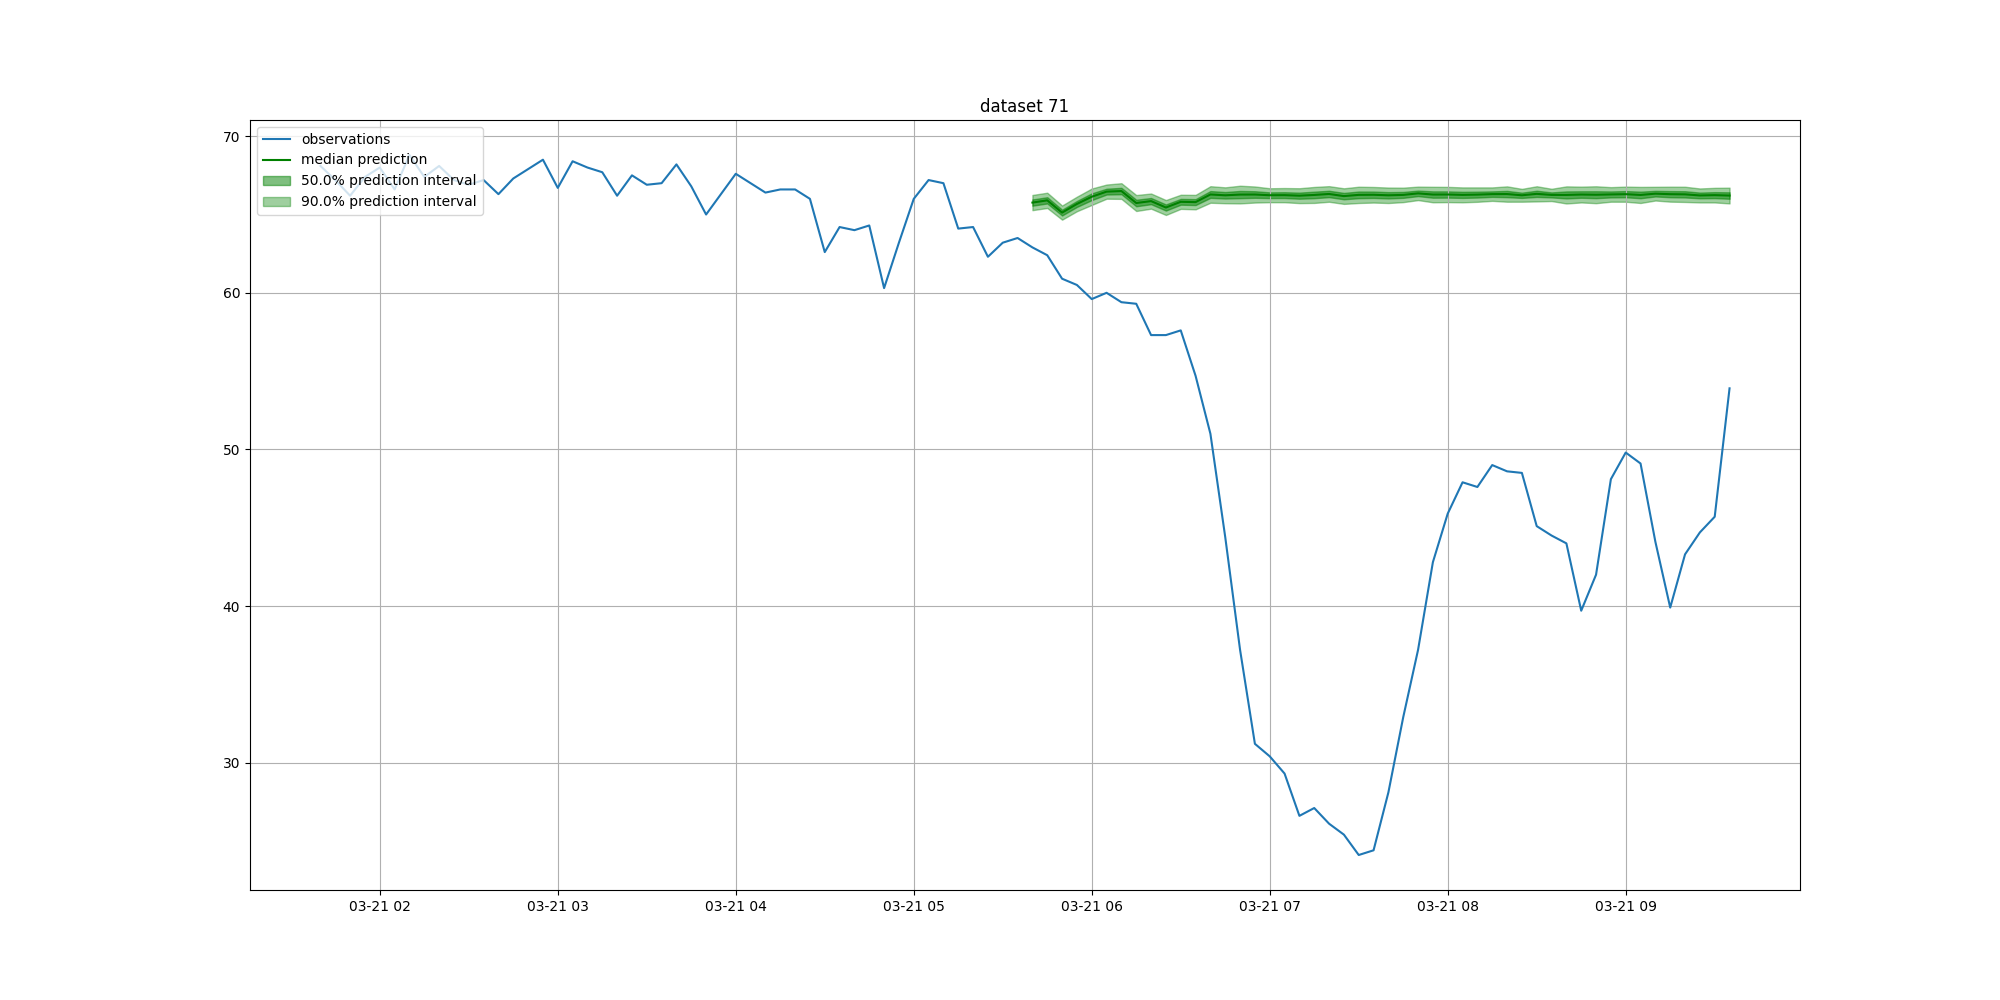 dataset 71
observations
median prediction
50.0% prediction interval
90.0% prediction interval
70
60
50
40
30
03-21 02
03-21 03
03-21 04
03-21 05
03-21 06
03-21 07
03-21 08
03-21 09